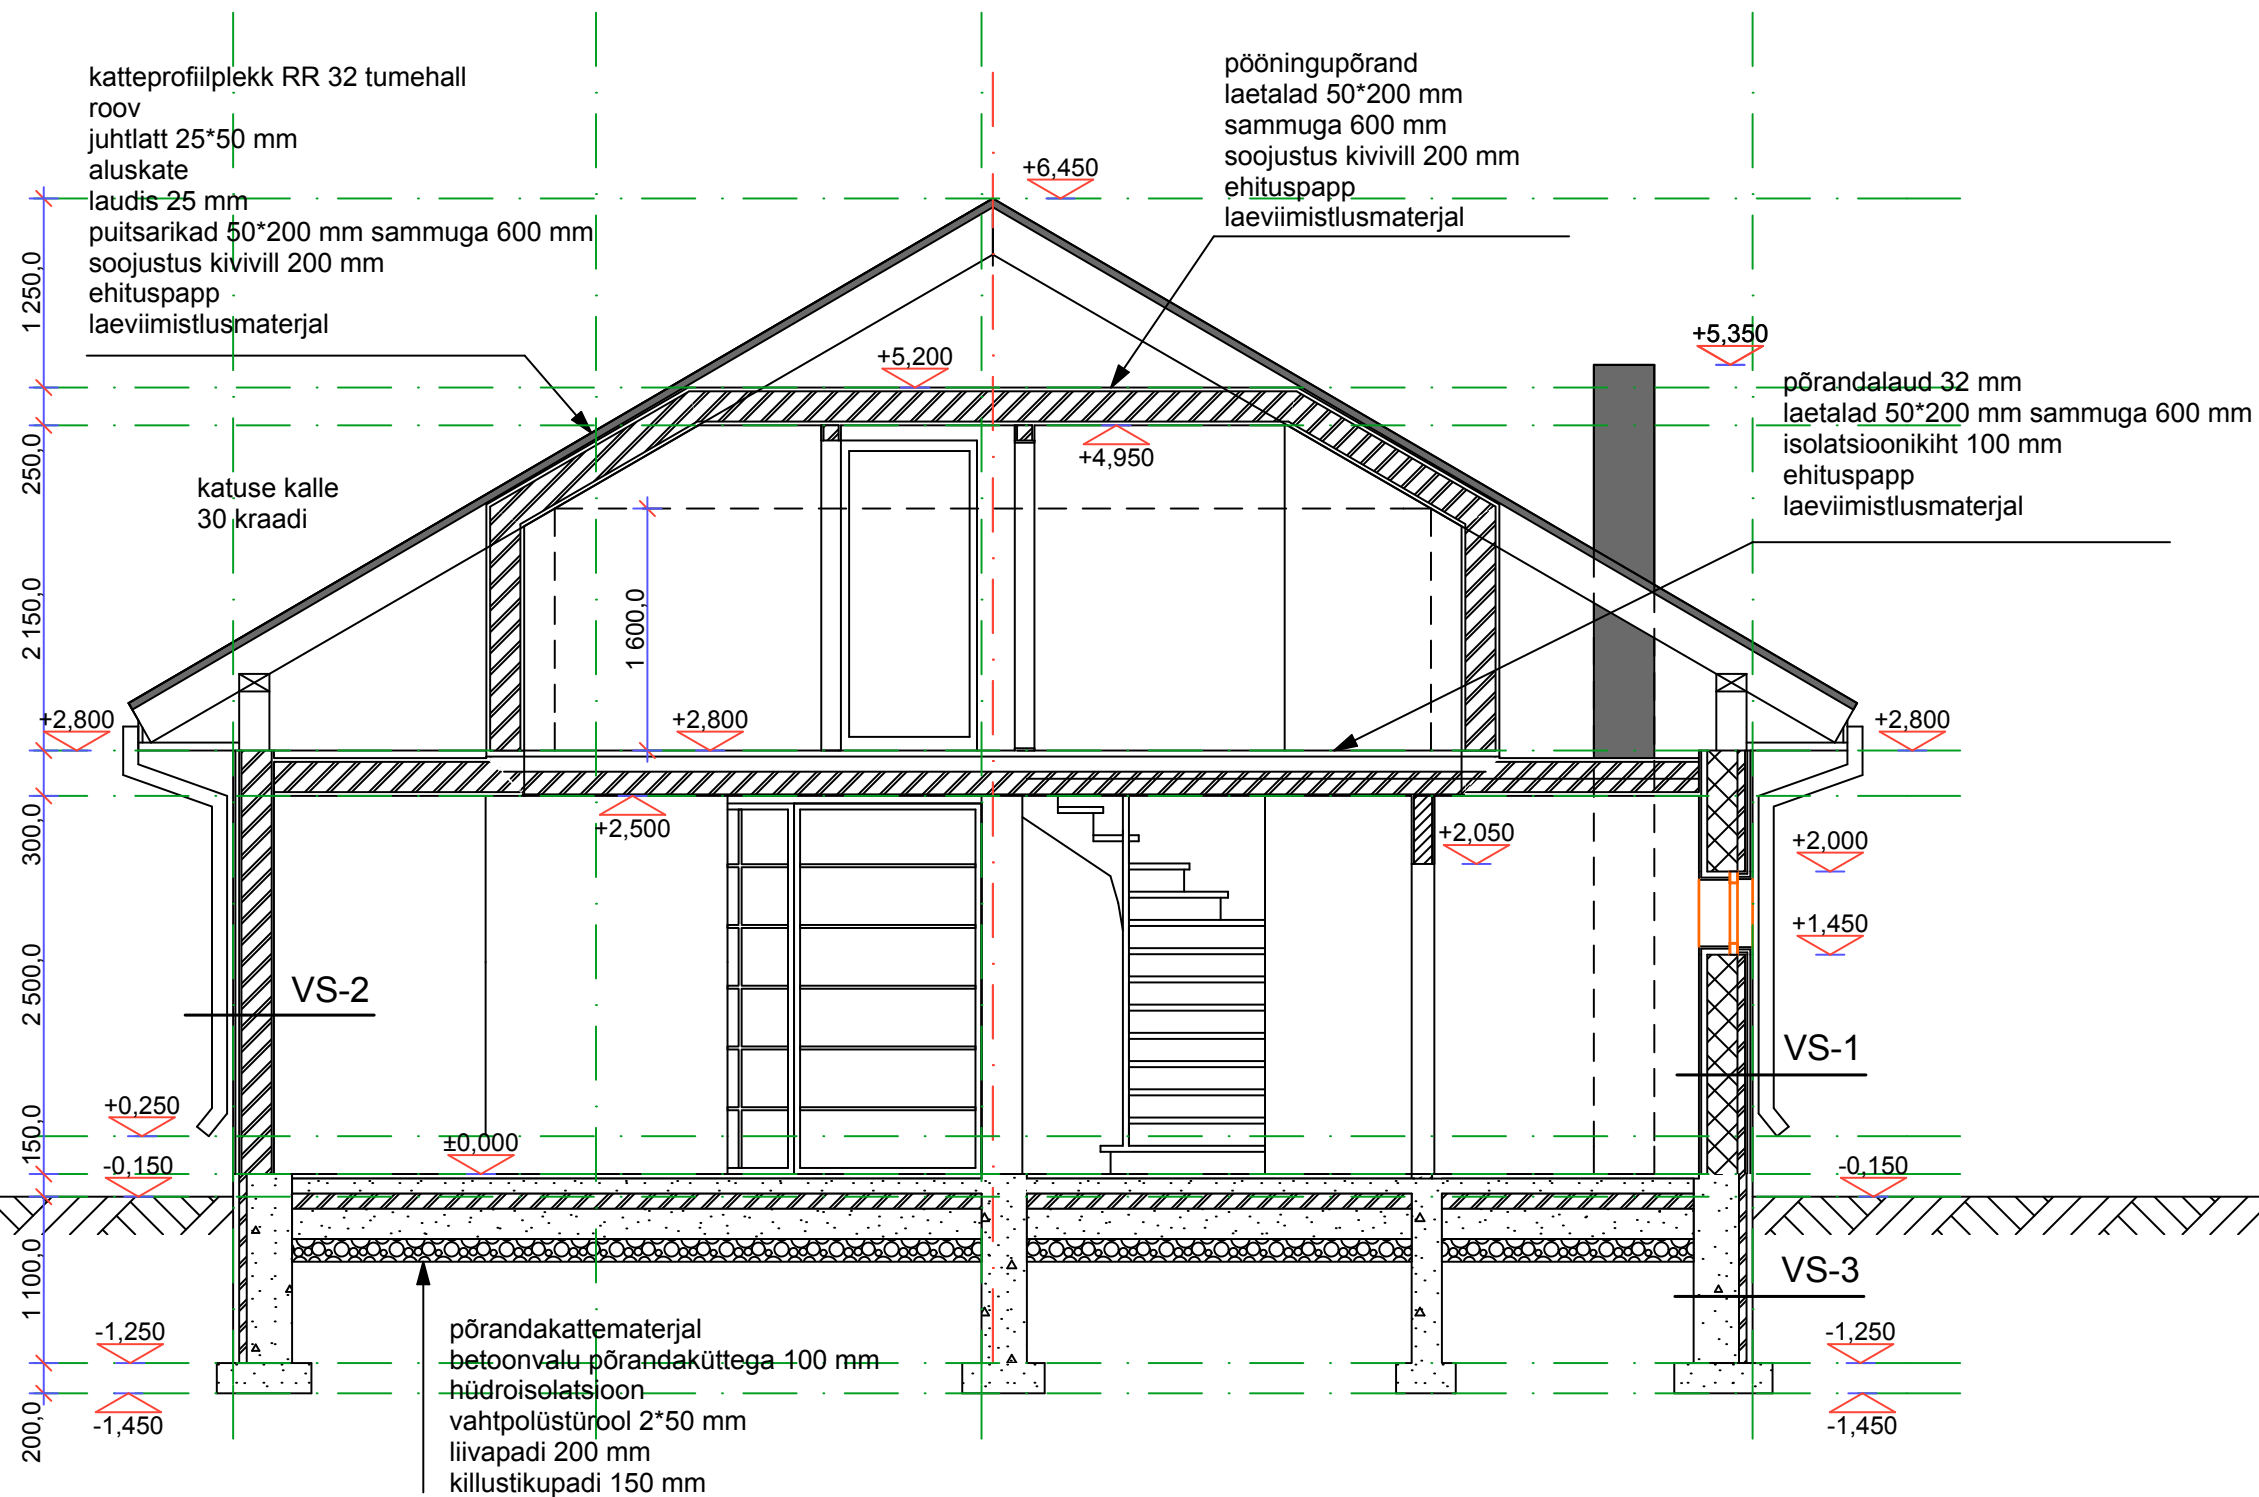 katteprofiilplekk RR 32 tumehall
roov
juhtlatt 25*50 mm
aluskate
laudis 25 mm
puitsarikad 50*200 mm sammuga 600 mm
soojustus kivivill 200 mm
ehituspapp
laeviimistlusmaterjal
pööningupõrand
laetalad 50*200 mm
sammuga 600 mm
soojustus kivivill 200 mm
ehituspapp
laeviimistlusmaterjal
+6,450
+5,350
+5,200
+4,950
põrandalaud 32 mm
laetalad 50*200 mm sammuga 600 mm
isolatsioonikiht 100 mm
ehituspapp
laeviimistlusmaterjal
katuse kalle
30 kraadi
1 250,0
250,0
2 150,0
300,0
2 500,0
150,0
1 100,0
200,0
1 600,0
+2,800
+2,800
+2,800
+2,500
+2,050
+2,000
+1,450
VS-2
VS-1
+0,250
-0,150
±0,000
-0,150
VS-3
-1,250
-1,450
-1,250
-1,450
põrandakattematerjal
betoonvalu põrandaküttega 100 mm
hüdroisolatsioon
vahtpolüstürool 2*50 mm
liivapadi 200 mm
killustikupadi 150 mm